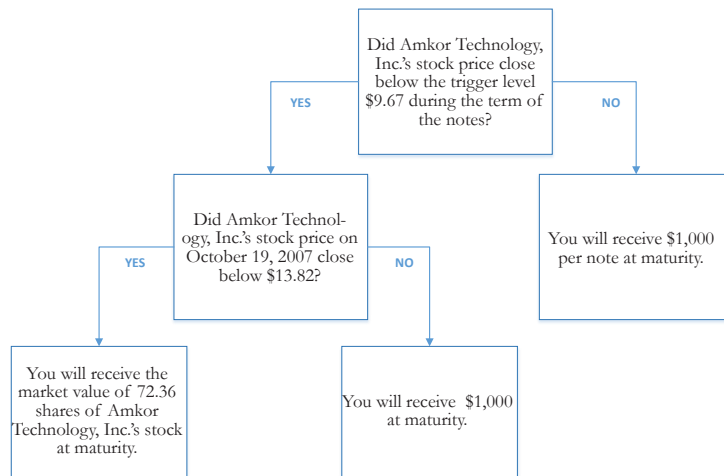 Did Amkor Technology,
Inc.'s stock price close
below the trigger level
$9.67 during the term of
the notes?
YES
NO
Did Amkor Technol-
ogy, Inc.'s stock price on
October 19, 2007 close
below $13.82?
You will receive $1,000
per note at maturity.
YES
NO
You will receive the
market value of 72.36
shares of Amkor
Technology, Inc.'s stock
at maturity.
You will receive $1,000
at maturity.